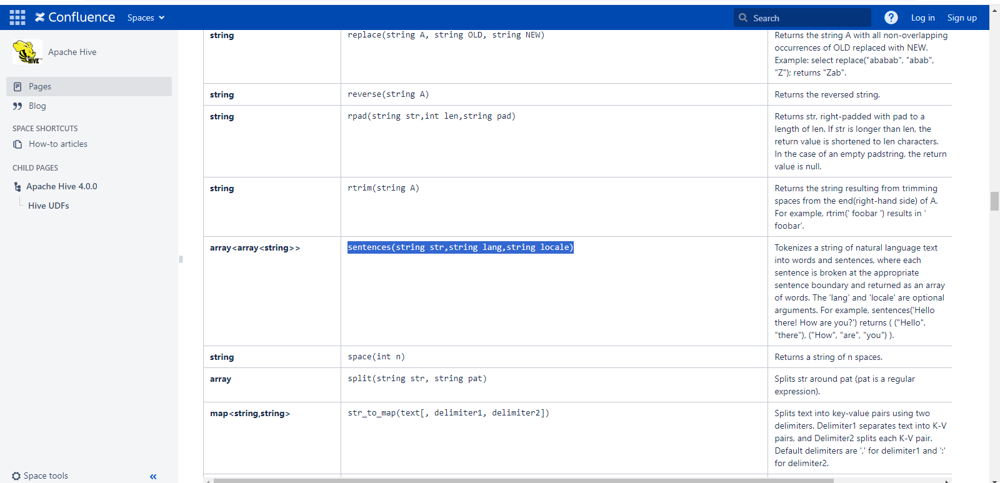 Confluence
Spaces
Search
?
Log in
Sign up
HIVE
Apache Hive
Pages
Blog
SPACE SHORTCUTS
How-to articles
CHILD PAGES
Apache Hive 4.0.0
Hive UDFs
Space tools
string
replace(string A, string OLD, string NEW)
Returns the string A with all non-overlapping
occurrences of OLD replaced with NEW.
Example: select replace("ababab", "abab",
"Z"); returns "Zab".
string
reverse(string A)
Returns the reversed string.
string
rpad(string str,int len,string pad)
Returns str, right-padded with pad to a
length of len. If str is longer than len, the
return value is shortened to len characters.
In the case of an empty padstring, the return
value is null.
string
rtrim(string A)
Returns the string resulting from trimming
spaces from the end(right-hand side) of A.
For example, rtrim(' foobar ') results in '
foobar'.
array<array<string>>
sentences(string str,string lang,string locale)
Tokenizes a string of natural language text
into words and sentences, where each
sentence is broken at the appropriate
sentence boundary and returned as an array
of words. The 'lang' and 'locale' are optional
arguments. For example, sentences('Hello
there! How are you?') returns ( ("Hello",
"there"), ("How", "are", "you") ).
string
space(int n)
Returns a string of n spaces.
array
split(string str, string pat)
Splits str around pat (pat is a regular
expression).
map<string,string>
str_to_map(text[, delimiter1, delimiter2])
Splits text into key-value pairs using two
delimiters. Delimiter1 separates text into K-V
pairs, and Delimiter2 splits each K-V pair.
Default delimiters are ',' for delimiter1 and ':'
for delimiter2.